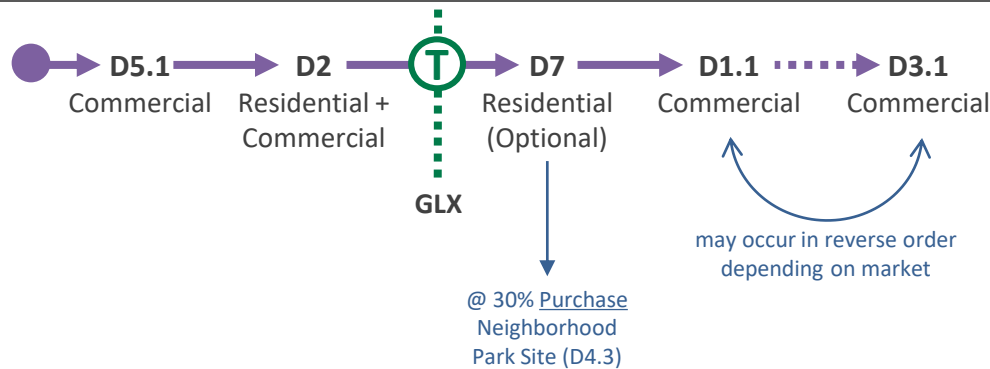 D5.1
Commercial
D2
Residential +
Commercial
T
GLX
D7
Residential
(Optional)
D1.1
Commercial
D3.1
Commercial
may occur in reverse order
depending on market
@ 30% Purchase
Neighborhood
Park Site (D4.3)